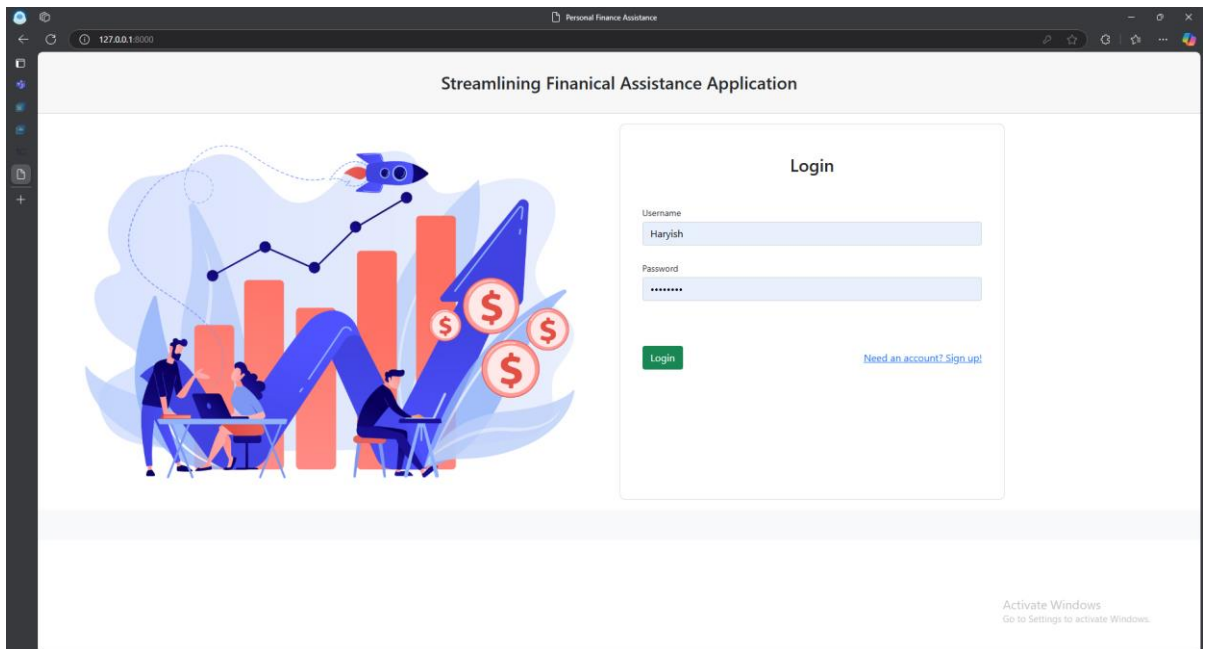 Personal Finance Assistance
127.0.0.1:8000
Streamlining Finanical Assistance Application
Login
Username
Haryish
Password
••••••••
Login Need an account? Sign up!
$ $ $ $
Activate Windows
Go to Settings to activate Windows.